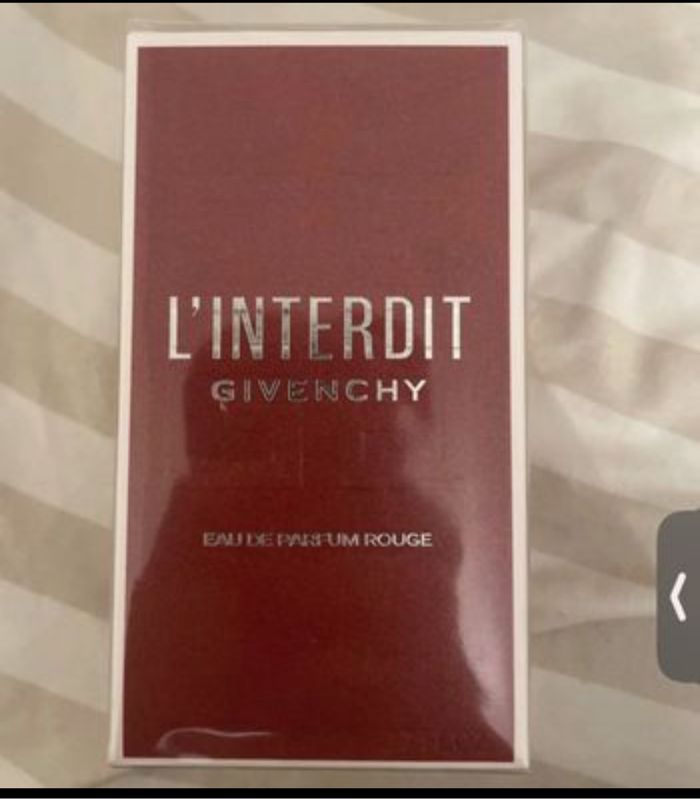 L'INTERDIT
GIVENCHY
EAU DE PARFUM ROUGE